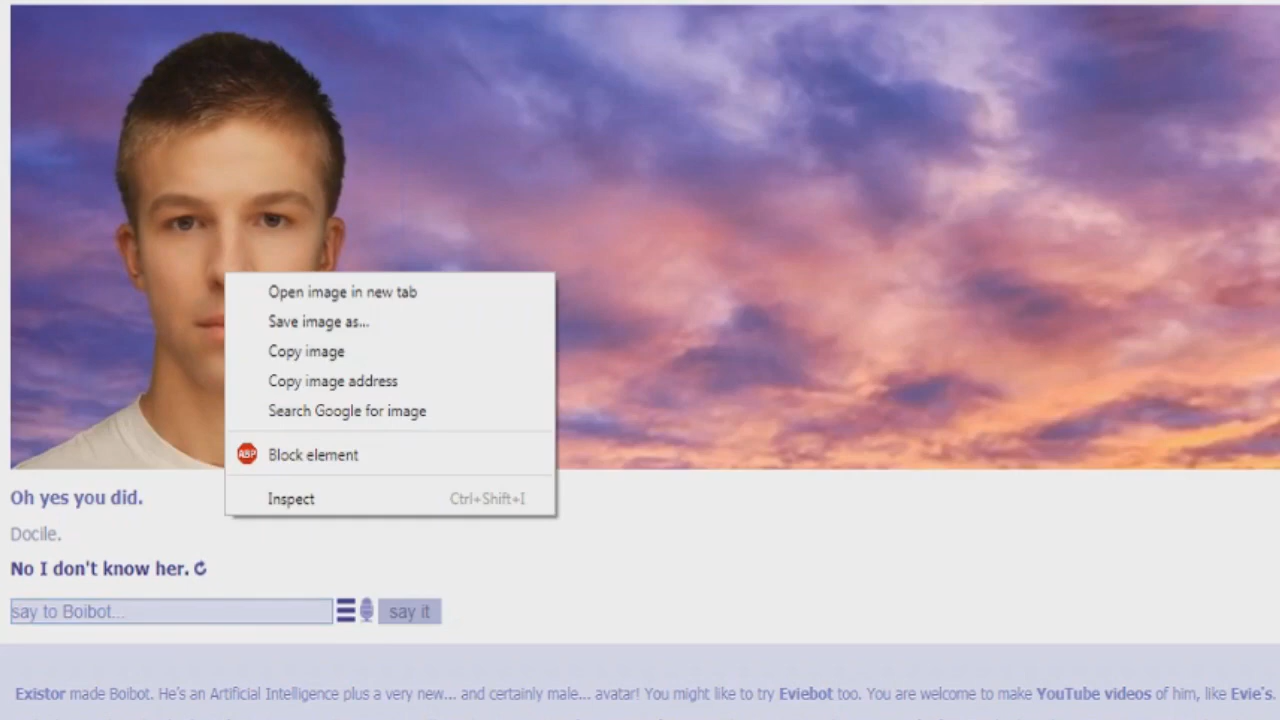 Open image in new tab
Save image as...
Copy image
Copy image address
Search Google for image
ABP Block element
Inspect Ctrl+Shift+I
Oh yes you did.
Docile.
No I don't know her.
say to Boibot... say it
Existor made Boibot. He's an Artificial Intelligence plus a very new... and certainly male... avatar! You might like to try Eviebot too. You are welcome to make YouTube videos of him, like Evie's.